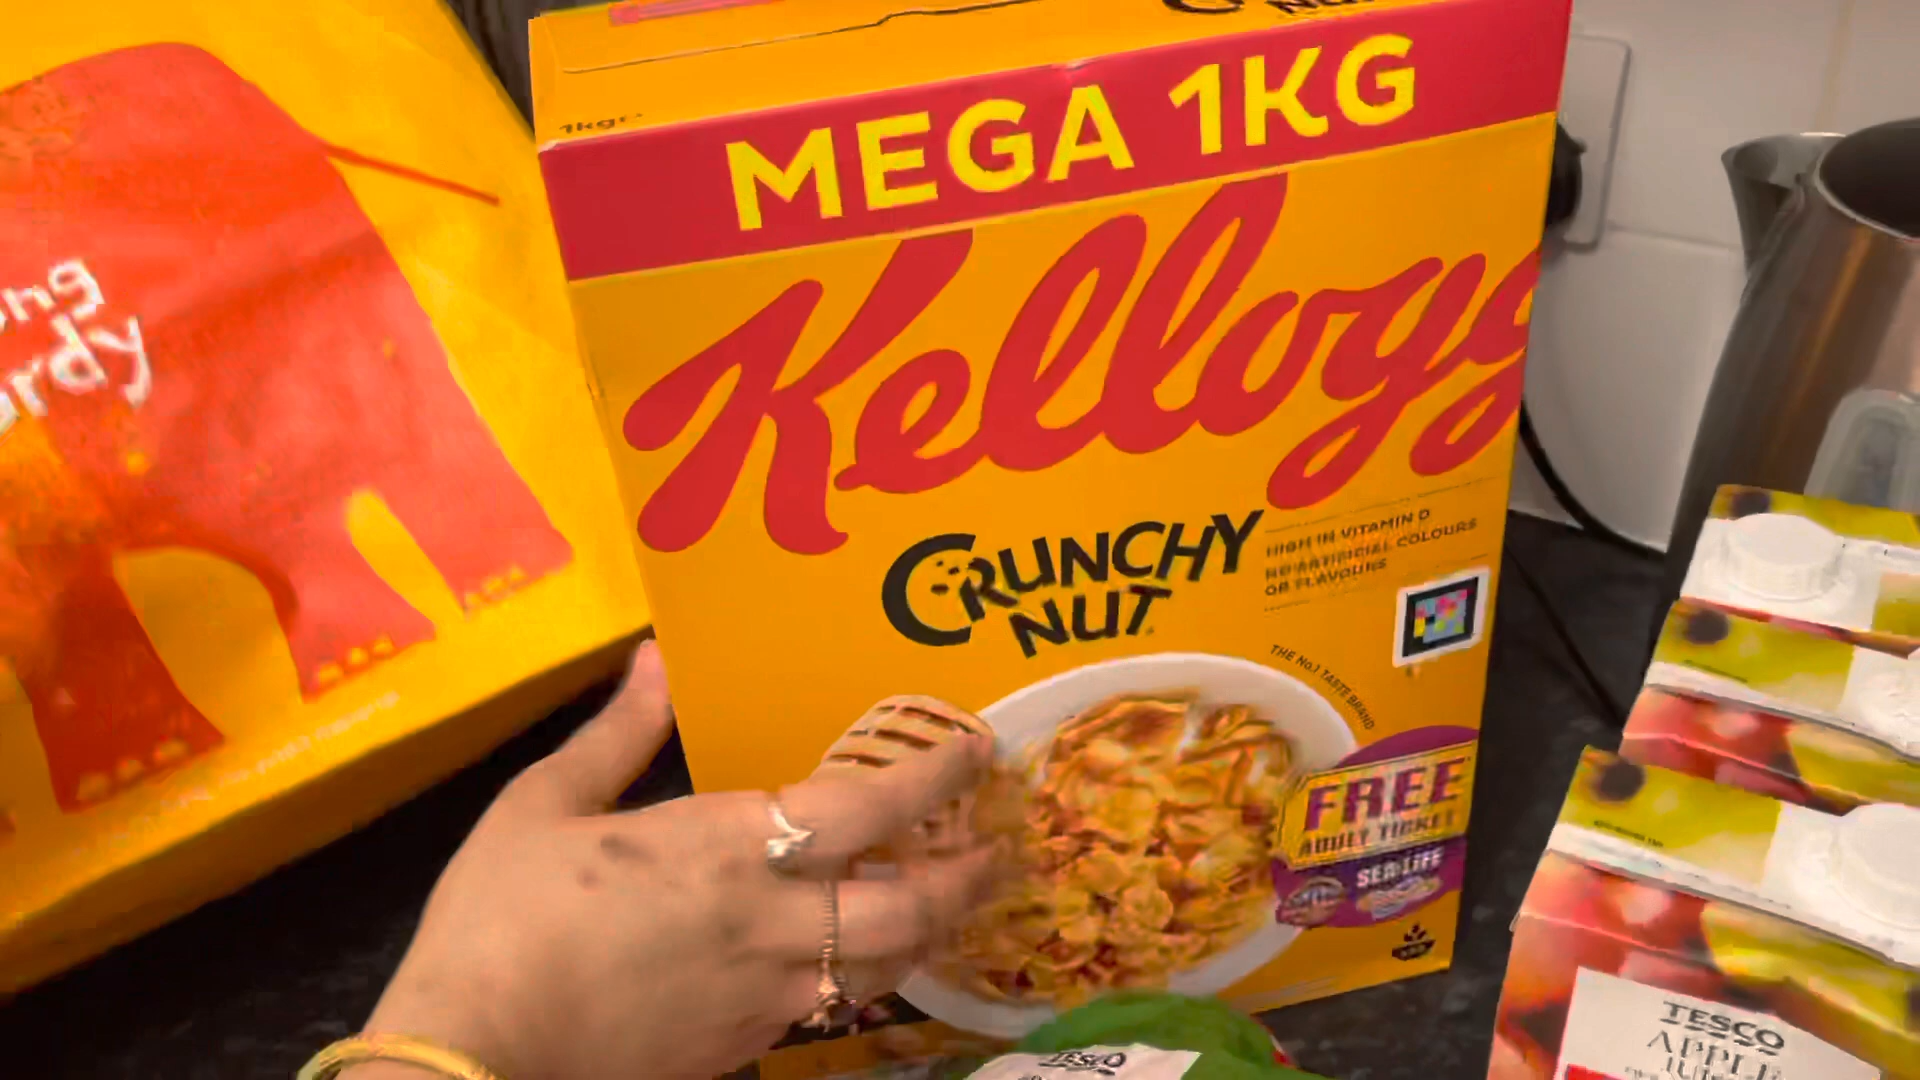 MEGA 1KG
1kg
Kellogg
CRUNCHY
NUT
HIGH IN VITAMIN D
NO ARTIFICIAL COLOURS
OR FLAVOURS
THE No.1 TASTE BRAND
FREE
ADULT TICKET
SEA LIFE
TESCO
TESCO
APPLE